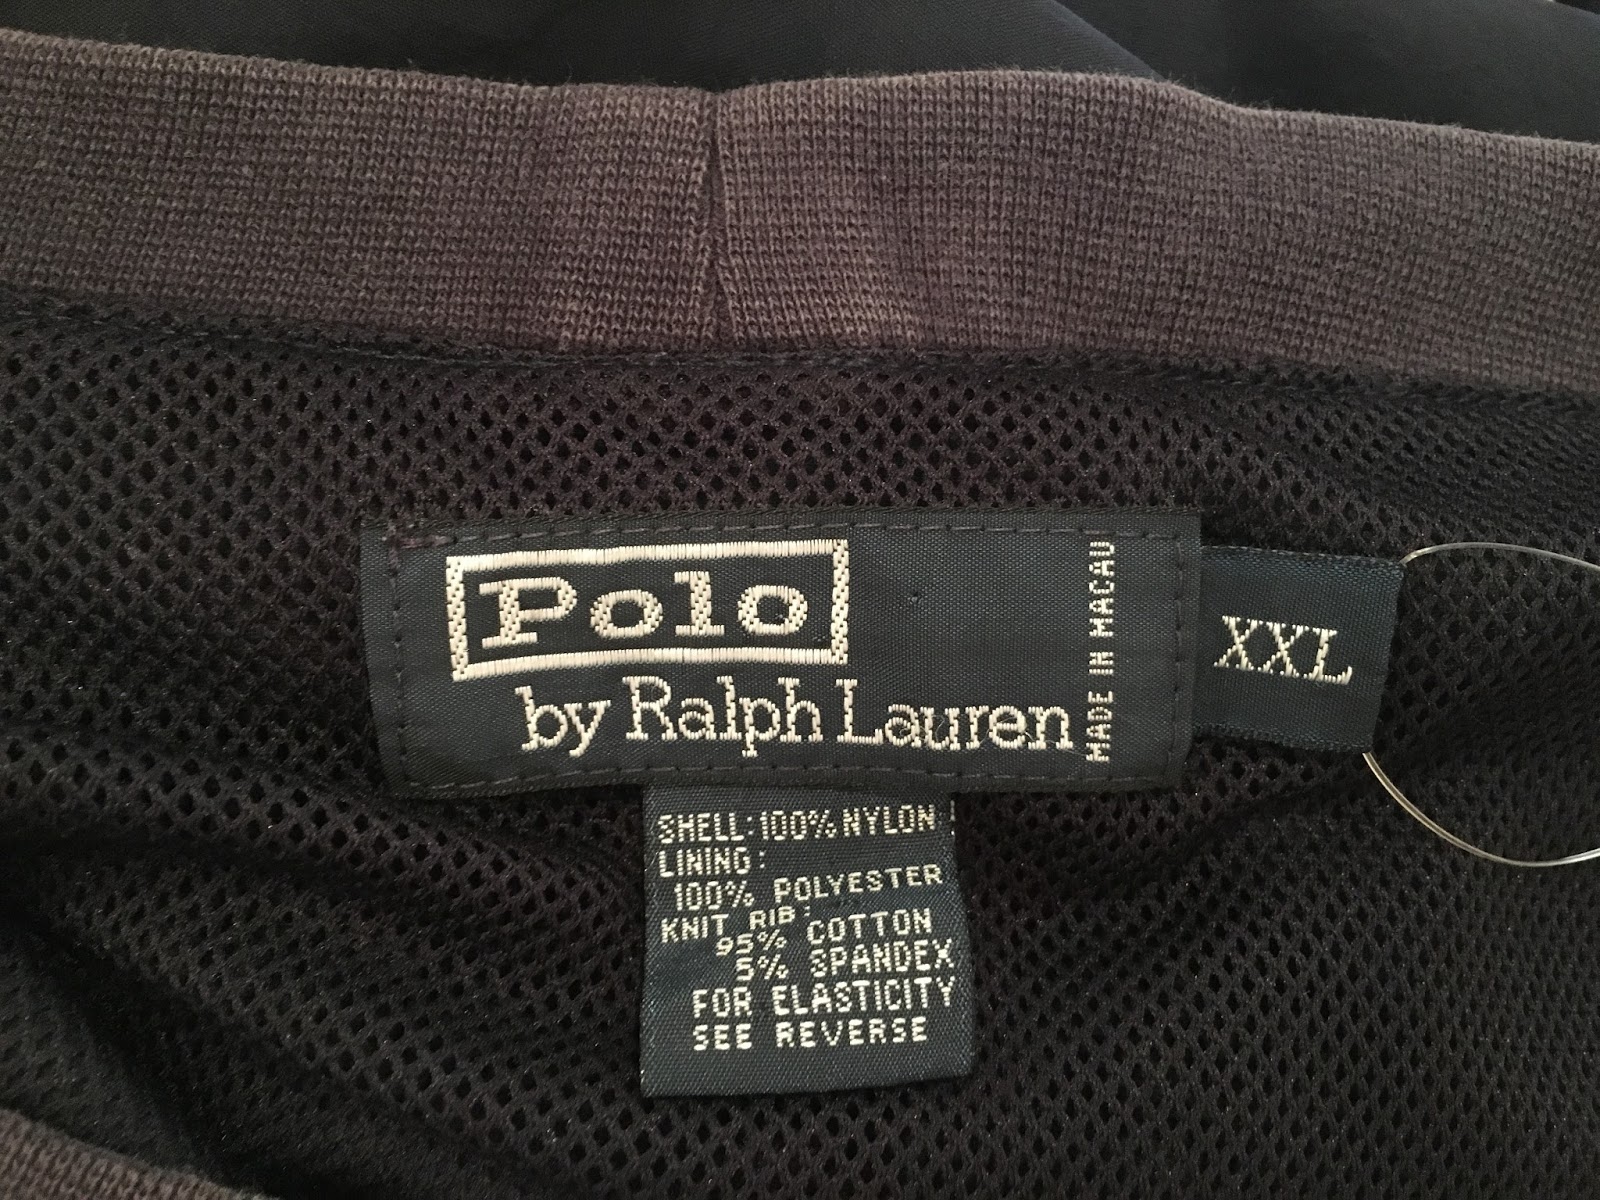 Polo
by Ralph Lauren
MADE IN MACAU
XXL
SHELL:100% NYLON
LINING:
100% POLYESTER
KNIT RIB:
95% COTTON
5% SPANDEX
FOR ELASTICITY
SEE REVERSE